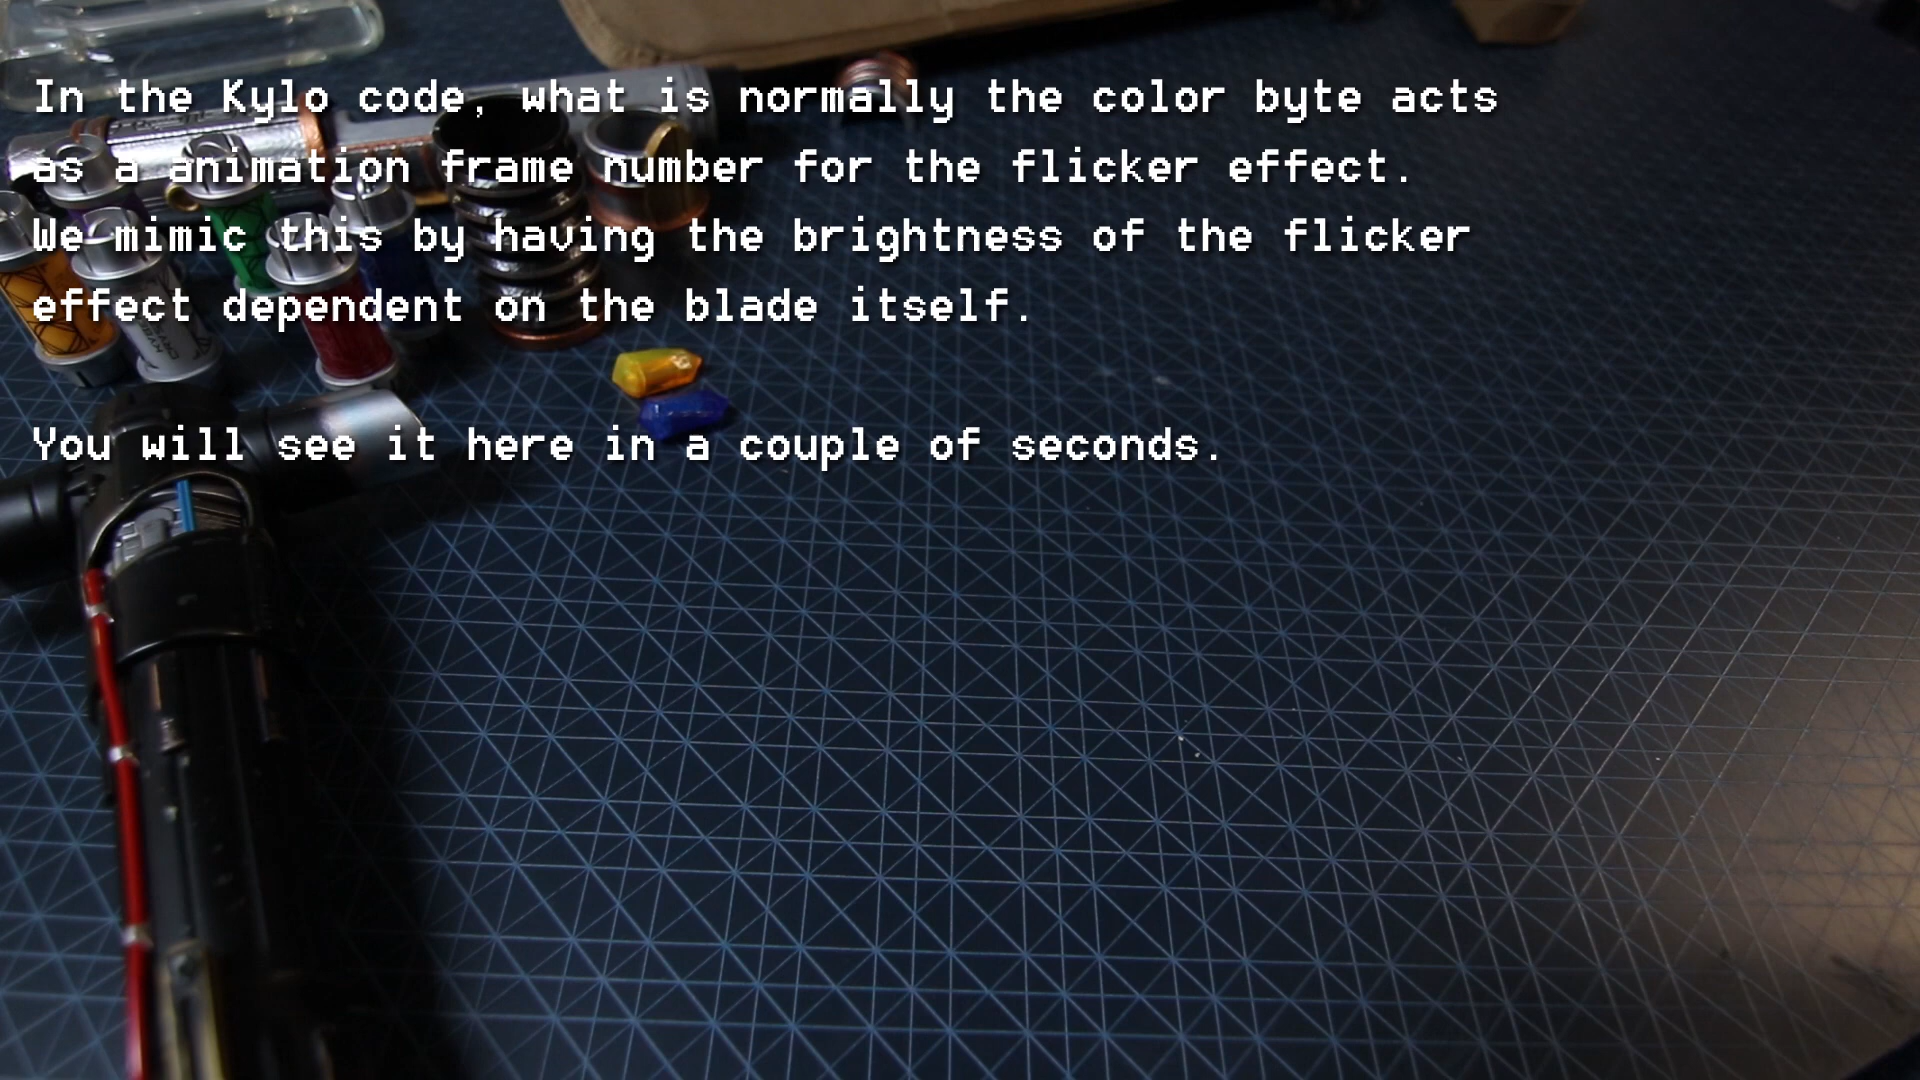 In the Kylo code, what is normally the color byte acts
as a animation frame number for the flicker effect.
We mimic this by having the brightness of the flicker
effect dependent on the blade itself.
You will see it here in a couple of seconds.